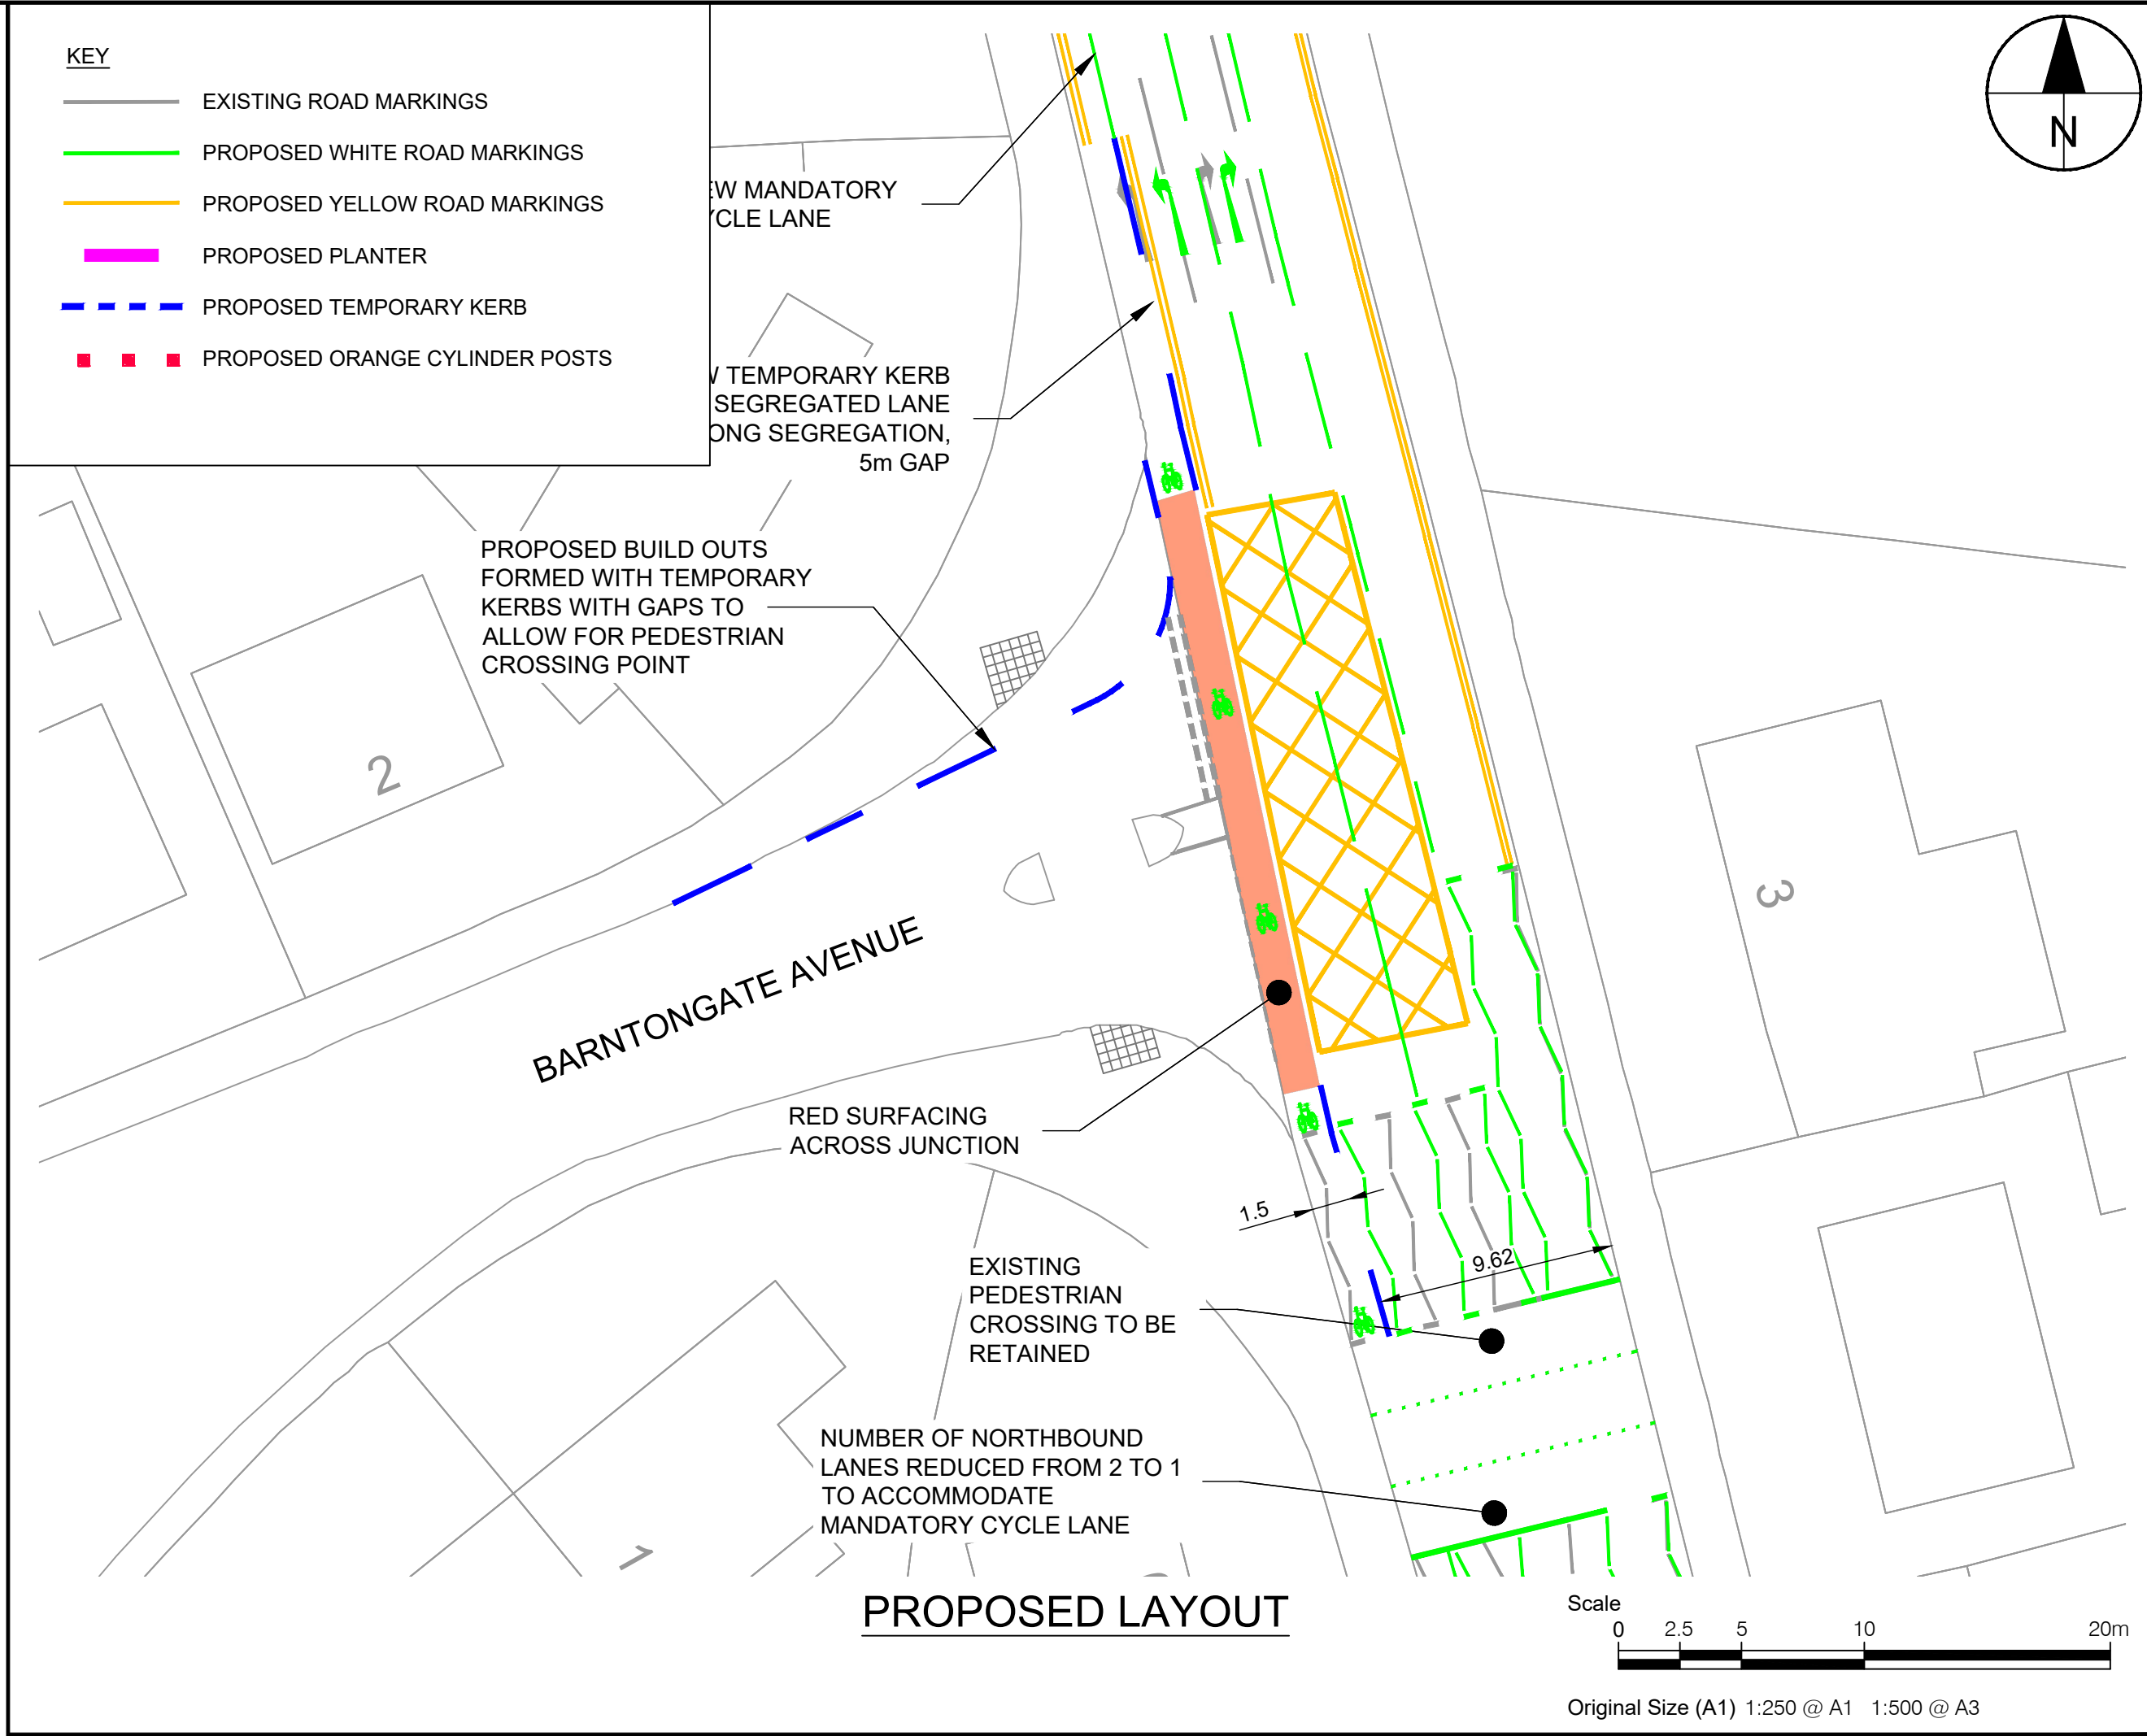 KEY
EXISTING ROAD MARKINGS
PROPOSED WHITE ROAD MARKINGS
PROPOSED YELLOW ROAD MARKINGS
PROPOSED PLANTER
PROPOSED TEMPORARY KERB
PROPOSED ORANGE CYLINDER POSTS
N
EW MANDATORY
YCLE LANE
W TEMPORARY KERB
SEGREGATED LANE
ONG SEGREGATION,
5m GAP
PROPOSED BUILD OUTS
FORMED WITH TEMPORARY
KERBS WITH GAPS TO
ALLOW FOR PEDESTRIAN
CROSSING POINT
2
3
BARNTONGATE AVENUE
RED SURFACING
ACROSS JUNCTION
1.5
9.62
EXISTING
PEDESTRIAN
CROSSING TO BE
RETAINED
NUMBER OF NORTHBOUND
LANES REDUCED FROM 2 TO 1
TO ACCOMMODATE
MANDATORY CYCLE LANE
1
PROPOSED LAYOUT
Scale
0 2.5 5 10 20m
Original Size (A1) 1:250 @ A1 1:500 @ A3